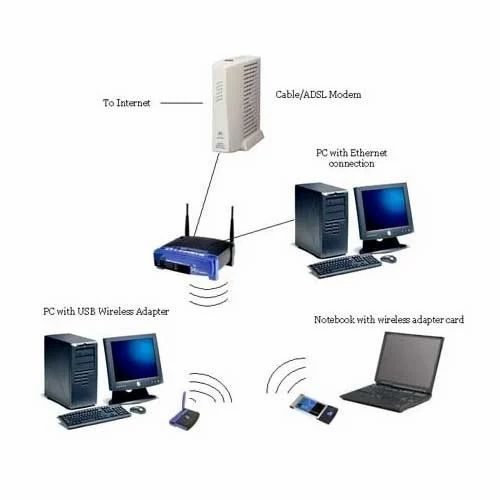 To Internet
Cable/ADSL Modem
PC with Ethernet
connection
PC with USB Wireless Adapter
Notebook with wireless adapter card